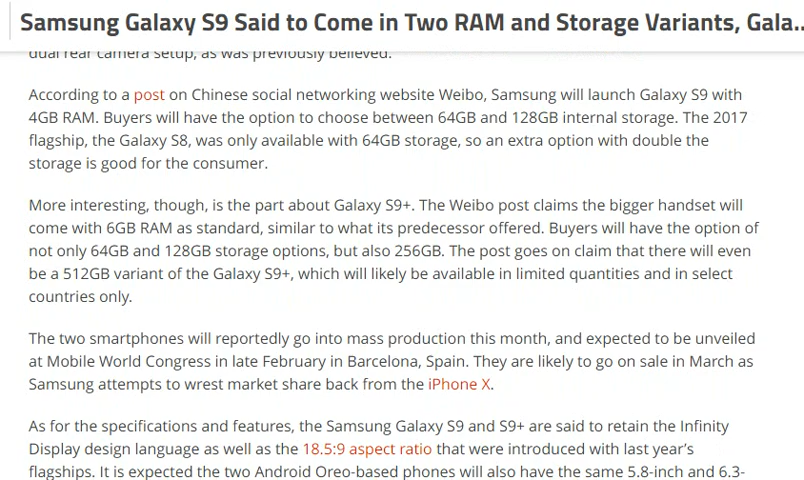 Samsung Galaxy S9 Said to Come in Two RAM and Storage Variants, Gala..
dual rear camera setup, as was previously believed.
According to a post on Chinese social networking website Weibo, Samsung will launch Galaxy S9 with
4GB RAM. Buyers will have the option to choose between 64GB and 128GB internal storage. The 2017
flagship, the Galaxy S8, was only available with 64GB storage, so an extra option with double the
storage is good for the consumer.
More interesting, though, is the part about Galaxy S9+. The Weibo post claims the bigger handset will
come with 6GB RAM as standard, similar to what its predecessor offered. Buyers will have the option of
not only 64GB and 128GB storage options, but also 256GB. The post goes on claim that there will even
be a 512GB variant of the Galaxy S9+, which will likely be available in limited quantities and in select
countries only.
The two smartphones will reportedly go into mass production this month, and expected to be unveiled
at Mobile World Congress in late February in Barcelona, Spain. They are likely to go on sale in March as
Samsung attempts to wrest market share back from the iPhone X.
As for the specifications and features, the Samsung Galaxy S9 and S9+ are said to retain the Infinity
Display design language as well as the 18.5:9 aspect ratio that were introduced with last year's
flagships. It is expected the two Android Oreo-based phones will also have the same 5.8-inch and 6.3-